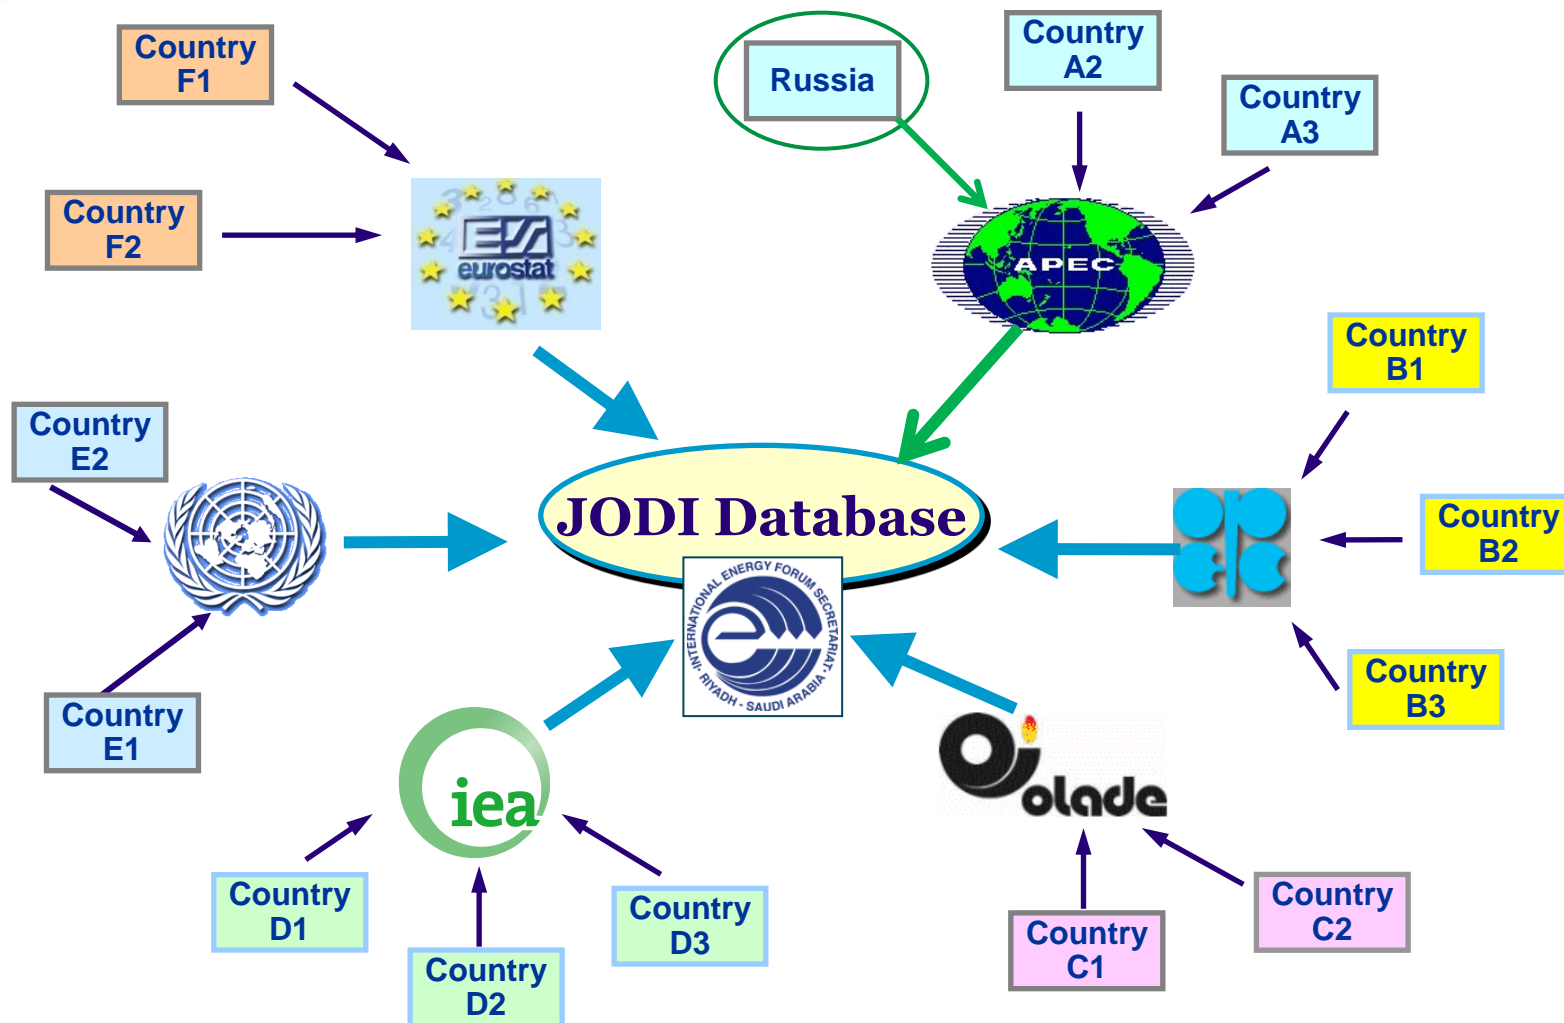 Country
F1
Country
F2
Russia
Country
A2
Country
A3
eurostat
APEC
Country
B1
Country
B2
Country
B3
Country
E2
Country
E1
JODI Database
INTERNATIONAL ENERGY FORUM SECRETARIAT
RIYADH - SAUDI ARABIA
iea
olade
Country
D1
Country
D2
Country
D3
Country
C1
Country
C2